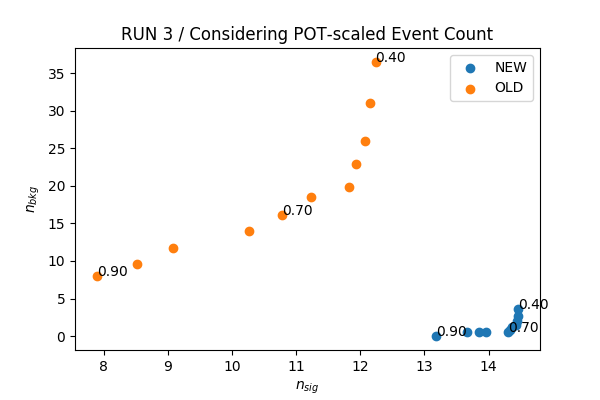 RUN 3 / Considering POT-scaled Event Count
NEW
OLD
0.40
0.70
0.90
0.40
0.90
0.70
35
30
25
20
15
10
5
0
n_bkg
8 9 10 11 12 13 14
n_sig